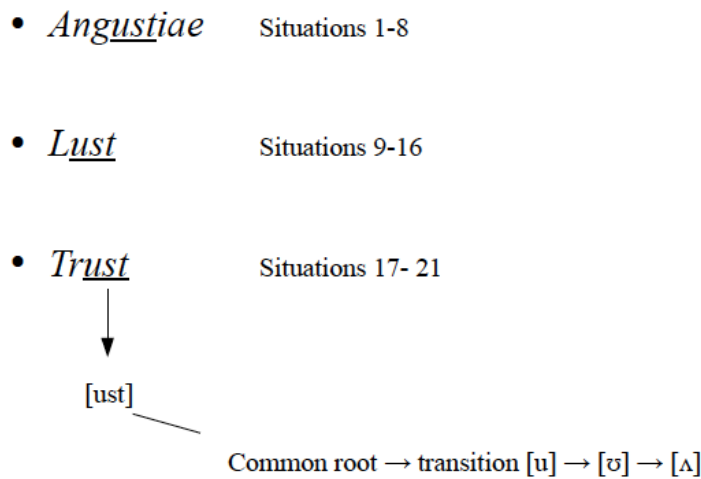 • Angustiae Situations 1-8
• Lust Situations 9-16
• Trust Situations 17- 21
[ust]
Common root → transition [u] → [ʊ] → [ʌ]